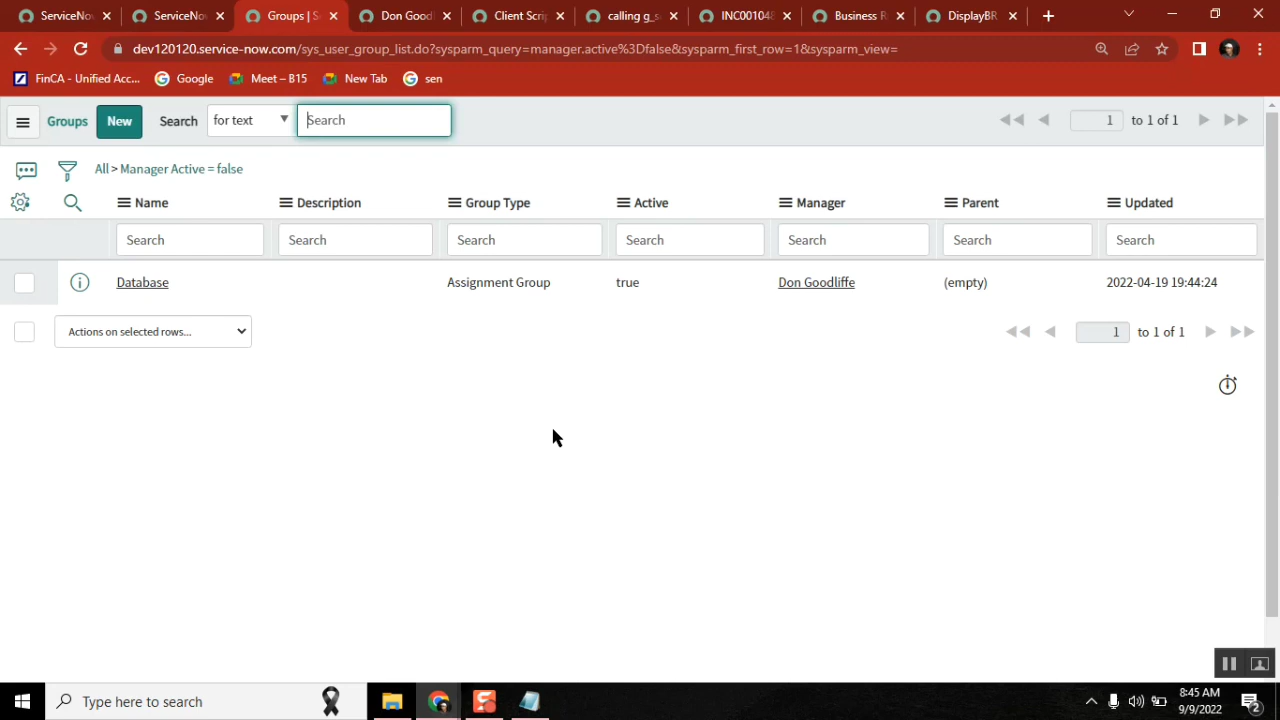 ServiceNo
ServiceNov
Groups | S
Don Goodl
Client Scri
calling g_s
INC001048
Business R
DisplayBR
dev120120.service-now.com/sys_user_group_list.do?sysparm_query=manager.active%3Dfalse&sysparm_first_row=1&sysparm_view=
FinCA - Unified Acc...
Google
Meet – B15
New Tab
sen
Groups
New
Search
for text
Search
1
to 1 of 1
All > Manager Active = false
Name
Description
Group Type
Active
Manager
Parent
Updated
Search
Search
Search
Search
Search
Search
Search
Database
Assignment Group
true
Don Goodliffe
(empty)
2022-04-19 19:44:24
Actions on selected rows...
1
to 1 of 1
Type here to search
8:45 AM
9/9/2022
2